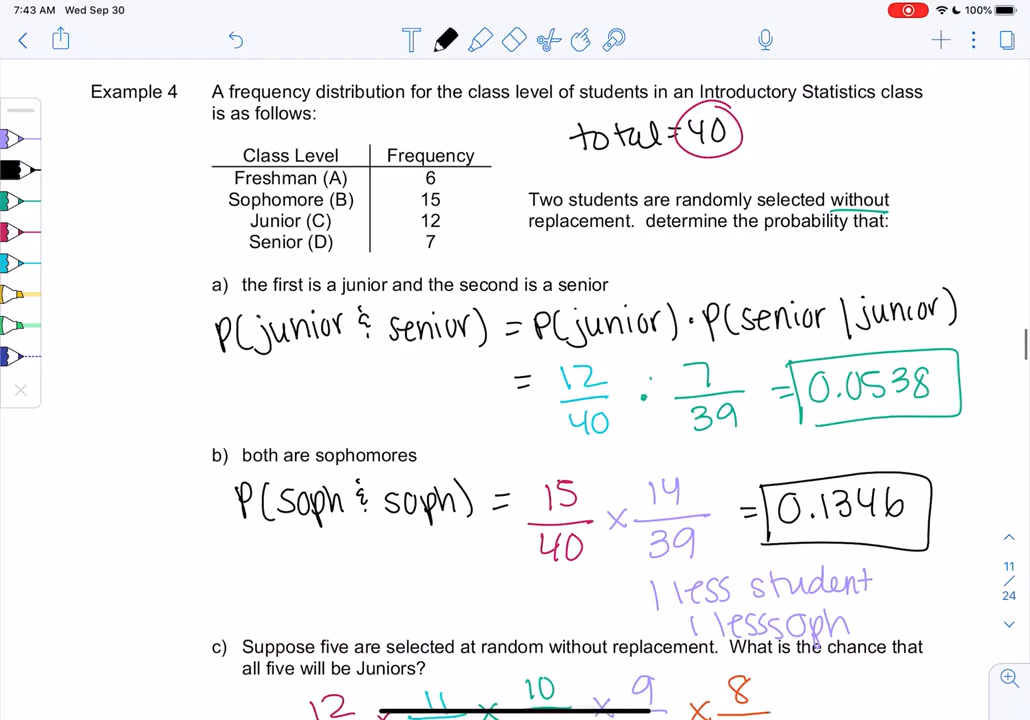 7:43 AM Wed Sep 30
100%
Example 4 A frequency distribution for the class level of students in an Introductory Statistics class
is as follows:
total = 40
Class Level Frequency
Freshman (A) 6
Sophomore (B) 15
Junior (C) 12
Senior (D) 7
Two students are randomly selected without
replacement. determine the probability that:
a) the first is a junior and the second is a senior
P(junior & senior) = P(junior) · P(senior | junior)
= 12/40 · 7/39 = 0.0538
b) both are sophomores
P(soph & soph) = 15/40 × 14/39 = 0.1346
1 less student
1 less soph
11
/
24
c) Suppose five are selected at random without replacement. What is the chance that
all five will be Juniors?
12 × 11 × 10 × 9 × 8